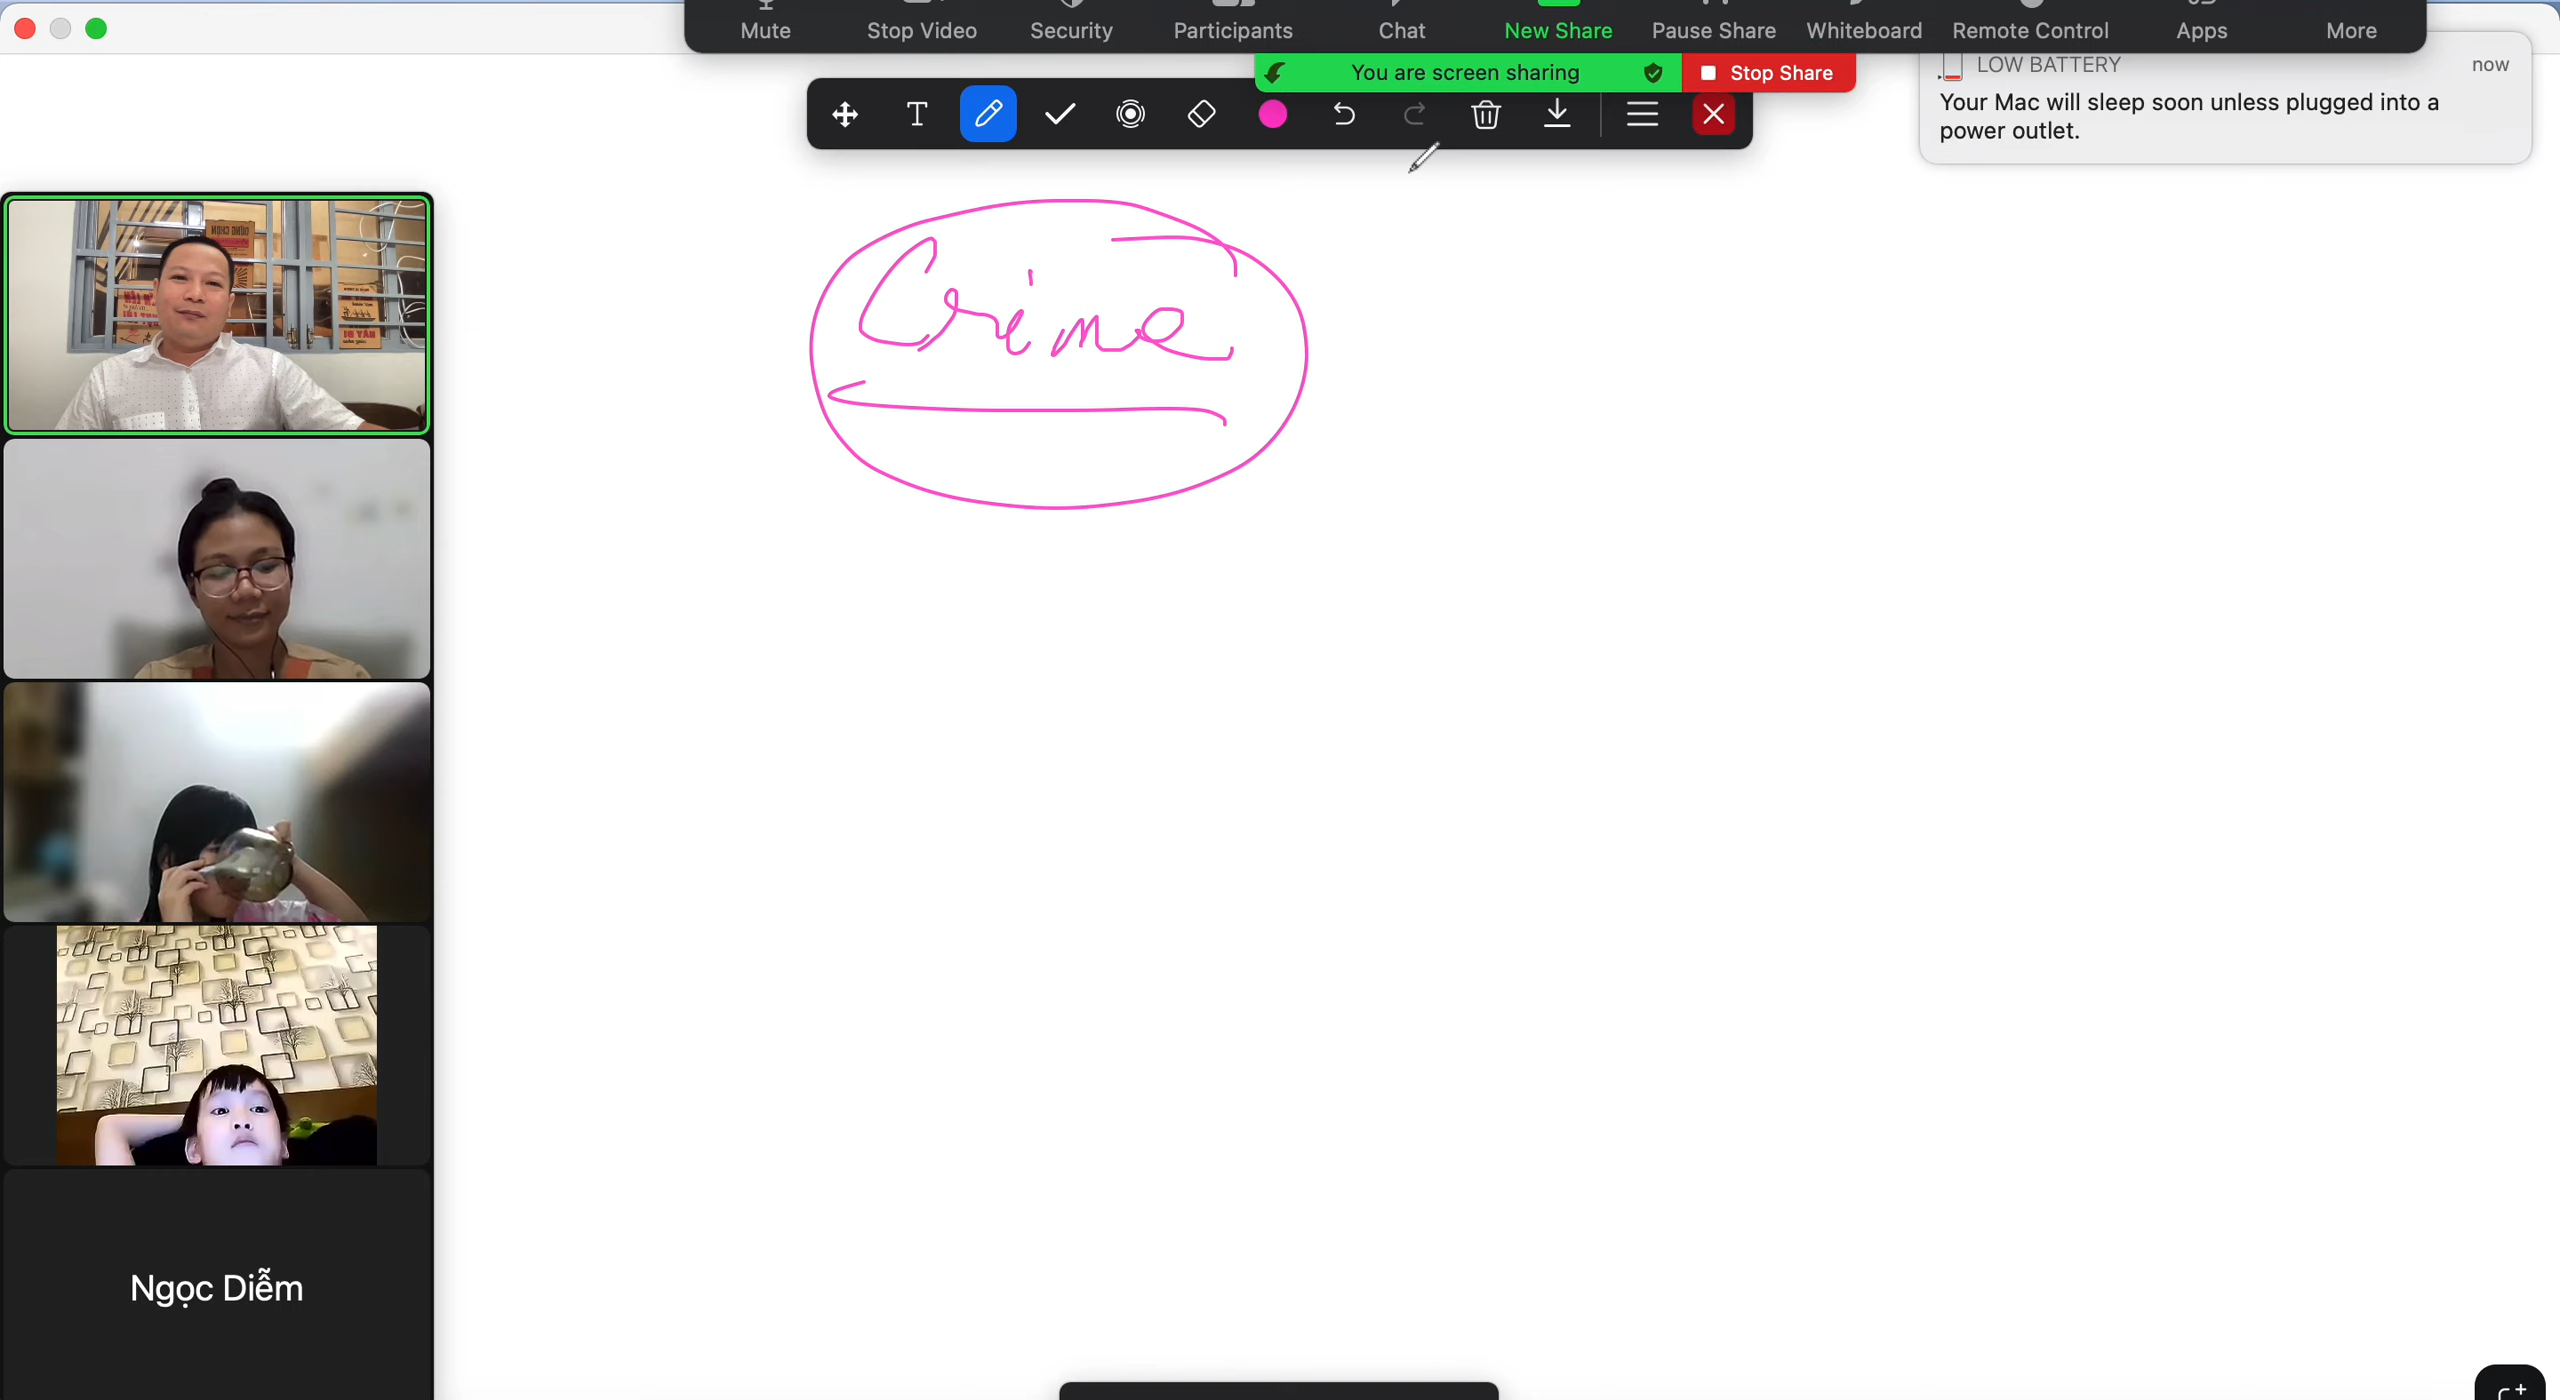 Mute Stop Video Security Participants Chat New Share Pause Share Whiteboard Remote Control Apps More
You are screen sharing Stop Share
LOW BATTERY now
Your Mac will sleep soon unless plugged into a
power outlet.
T
Crime
Ngọc Diễm